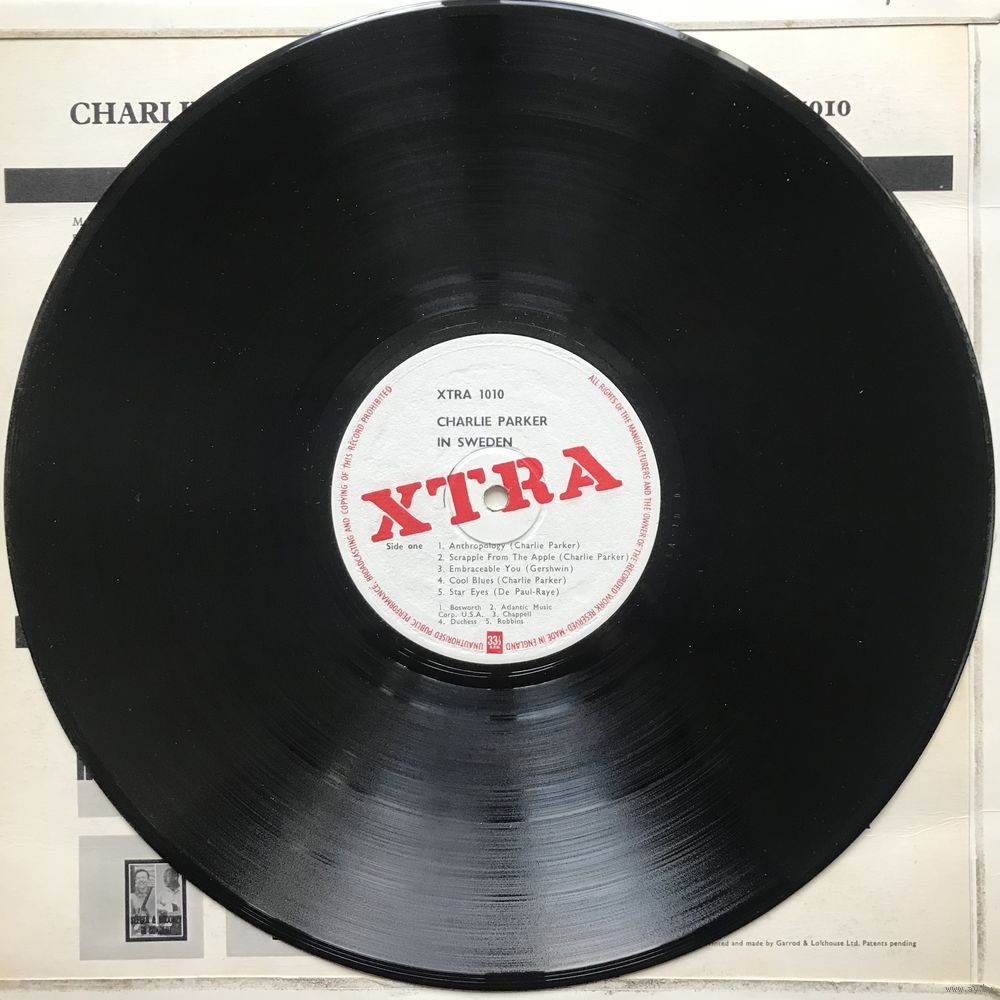 CHARLI
1010
M
XTRA 1010
CHARLIE PARKER
IN SWEDEN
XTRA
Side one
1. Anthropology (Charlie Parker)
2. Scrapple From The Apple (Charlie Parker)
3. Embraceable You (Gershwin)
4. Cool Blues (Charlie Parker)
5. Star Eyes (De Paul-Raye)
1. Bosworth 2. Atlantic Music
Corp. U.S.A. 3. Chappell
4. Duchess 5. Robbins
33⅓
R.P.M.
ALL RIGHTS OF THE MANUFACTURERS AND THE OWNER OF THE RECORDED WORK RESERVED-MADE IN ENGLAND
UNAUTHORISED PUBLIC PERFORMANCE, BROADCASTING AND COPYING OF THIS RECORD PROHIBITED
IN CONCERT
and made by Garrod & Lofthouse Ltd. Patents pending